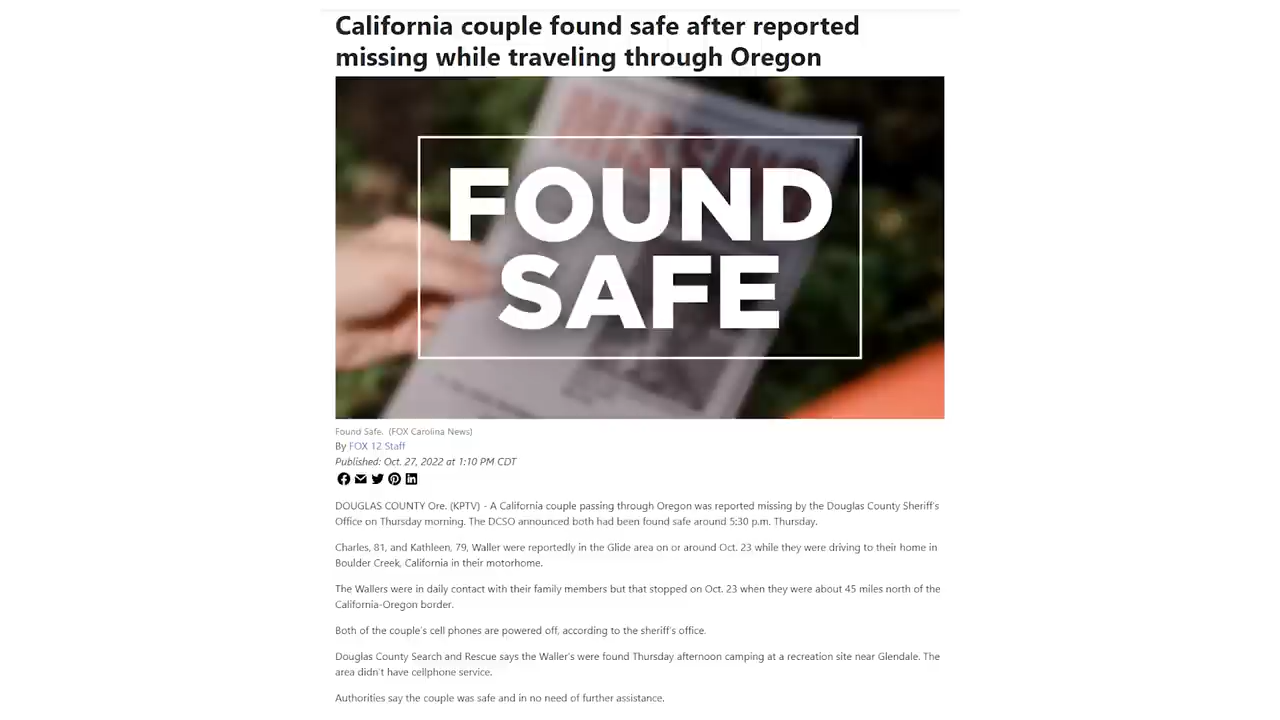 California couple found safe after reported
missing while traveling through Oregon
MISSING
FOUND
SAFE
Found Safe. (FOX Carolina News)
By FOX 12 Staff
Published: Oct. 27, 2022 at 1:10 PM CDT
DOUGLAS COUNTY Ore. (KPTV) - A California couple passing through Oregon was reported missing by the Douglas County Sheriff's
Office on Thursday morning. The DCSO announced both had been found safe around 5:30 p.m. Thursday.
Charles, 81, and Kathleen, 79, Waller were reportedly in the Glide area on or around Oct. 23 while they were driving to their home in
Boulder Creek, California in their motorhome.
The Wallers were in daily contact with their family members but that stopped on Oct. 23 when they were about 45 miles north of the
California-Oregon border.
Both of the couple's cell phones are powered off, according to the sheriff's office.
Douglas County Search and Rescue says the Waller's were found Thursday afternoon camping at a recreation site near Glendale. The
area didn't have cellphone service.
Authorities say the couple was safe and in no need of further assistance.